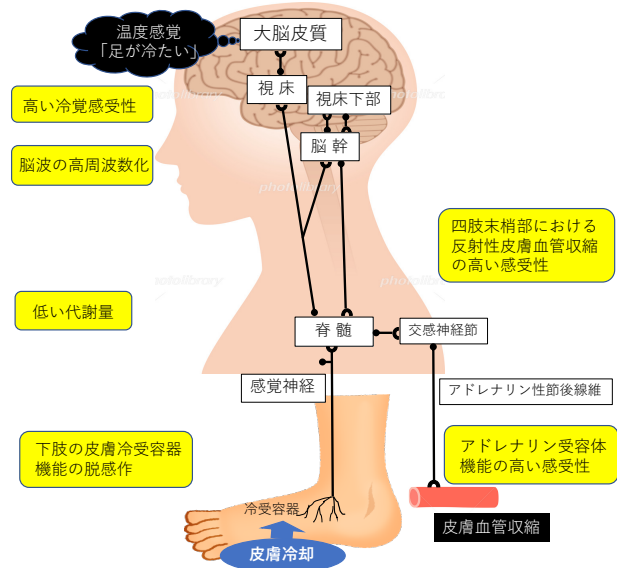 温度感覚
「足が冷たい」
大脳皮質
視床
視床下部
脳幹
高い冷覚感受性
脳波の高周波数化
photolibrary
四肢末梢部における
反射性皮膚血管収縮
の高い感受性
低い代謝量
脊髄
交感神経節
感覚神経
アドレナリン性節後線維
下肢の皮膚冷受容器
機能の脱感作
アドレナリン受容体
機能の高い感受性
冷受容器
皮膚冷却
皮膚血管収縮